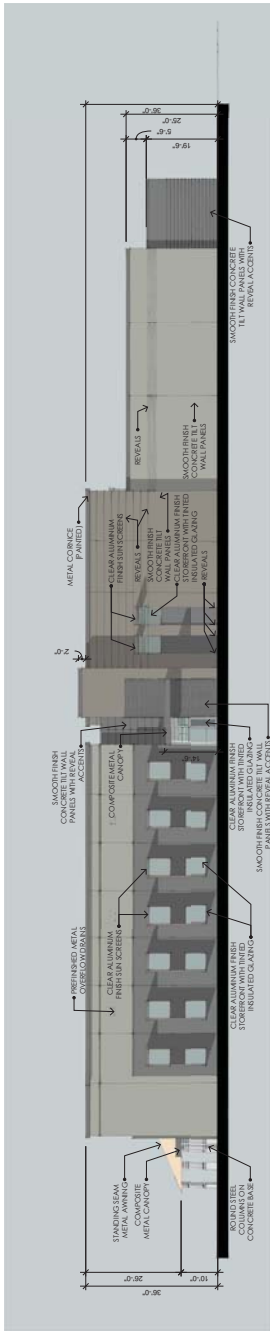 36'-0"
26'-0"
10'-0"
STANDING SEAM
METAL AWNING
COMPOSITE
METAL CANOPY
ROUND STEEL
COLUMNS ON
CONCRETE BASE
PREFINISHED METAL
OVERFLOW DRAINS
CLEAR ALUMINUM
FINISH SUN SCREENS
CLEAR ALUMINUM FINISH
STOREFRONT WITH TINTED
INSULATED GLAZING
SMOOTH FINISH
CONCRETE TILT WALL
PANELS WITH REVEAL
ACCENTS
COMPOSITE METAL
CANOPY
14'-6"
CLEAR ALUMINUM FINISH
STOREFRONT WITH TINTED
INSULATED GLAZING
SMOOTH FINISH CONCRETE TILT WALL
PANELS WITH REVEAL ACCENTS
2'-0"
METAL CORNICE
(PAINTED)
CLEAR ALUMINUM
FINISH SUN SCREENS
REVEALS
SMOOTH FINISH
CONCRETE TILT
WALL PANELS
CLEAR ALUMINUM FINISH
STOREFRONT WITH TINTED
INSULATED GLAZING
REVEALS
REVEALS
SMOOTH FINISH
CONCRETE TILT
WALL PANELS
SMOOTH FINISH CONCRETE
TILT WALL PANELS WITH
REVEAL ACCENTS
36'-0"
25'-0"
5'-6"
19'-6"